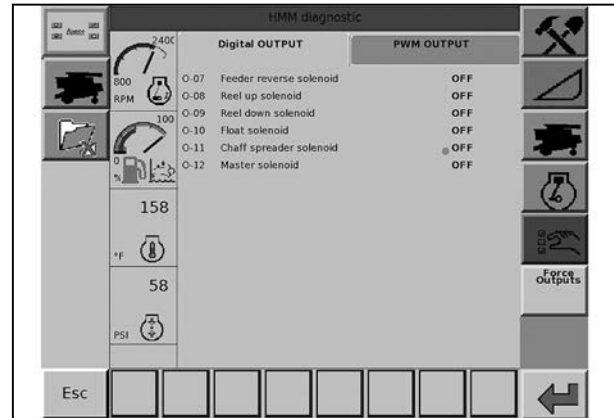 HMM diagnostic
Digital OUTPUT
PWM OUTPUT
O-07 Feeder reverse solenoid OFF
O-08 Reel up solenoid OFF
O-09 Reel down solenoid OFF
O-10 Float solenoid OFF
O-11 Chaff spreader solenoid OFF
O-12 Master solenoid OFF
800
RPM
100
0
%
158
°F
58
PSI
Force
Outputs
Esc